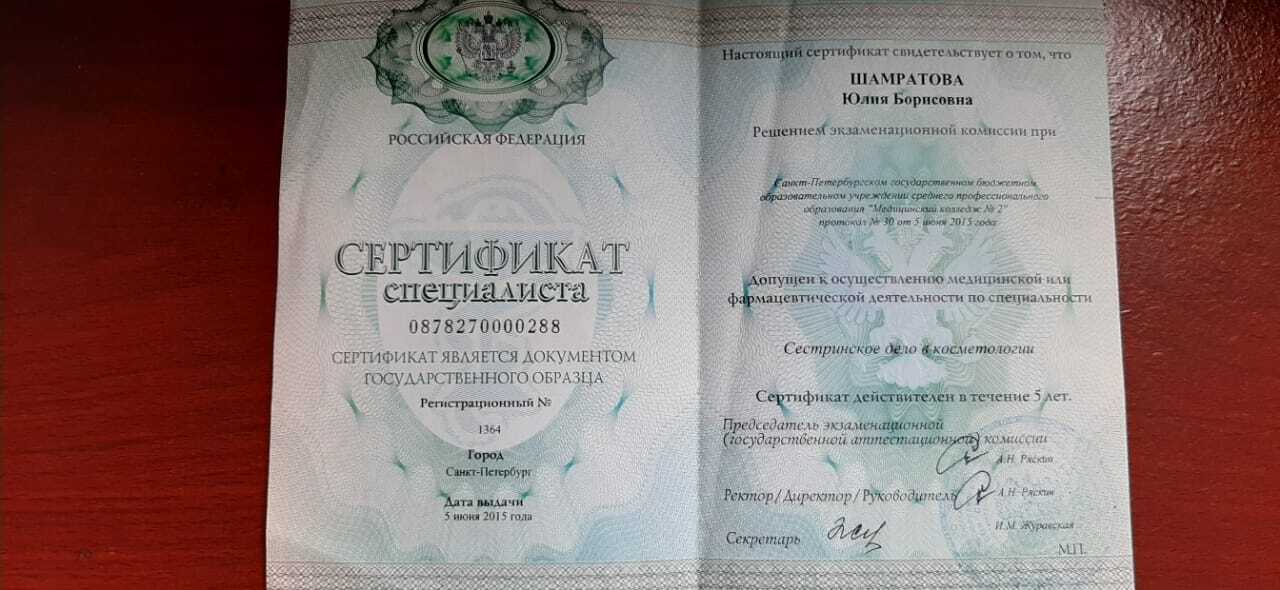 РОССИЙСКАЯ ФЕДЕРАЦИЯ
СЕРТИФИКАТ
специалиста
0878270000288
СЕРТИФИКАТ ЯВЛЯЕТСЯ ДОКУМЕНТОМ
ГОСУДАРСТВЕННОГО ОБРАЗЦА
Регистрационный №
1364
Город
Санкт-Петербург
Дата выдачи
5 июня 2015 года
Настоящий сертификат свидетельствует о том, что
ШАМРАТОВА
Юлия Борисовна
Решением экзаменационной комиссии при
Санкт-Петербургском государственном бюджетном
образовательном учреждении среднего профессионального
образования "Медицинский колледж № 2"
протокол № 30 от 5 июня 2015 года
Допущен к осуществлению медицинской или
фармацевтической деятельности по специальности
Сестринское дело в косметологии
Сертификат действителен в течение 5 лет.
Председатель экзаменационной
(государственной аттестационной) комиссии
А.Н. Ряскин
Ректор/Директор/Руководитель
А.Н. Ряскин
И.М. Журавская
Секретарь
М.П.